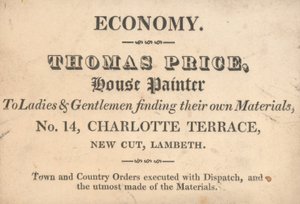 ECONOMY.
THOMAS PRICE,
House Painter
To Ladies & Gentlemen finding their own Materials,
No. 14, CHARLOTTE TERRACE,
NEW CUT, LAMBETH.
Town and Country Orders executed with Dispatch, and
the utmost made of the Materials.